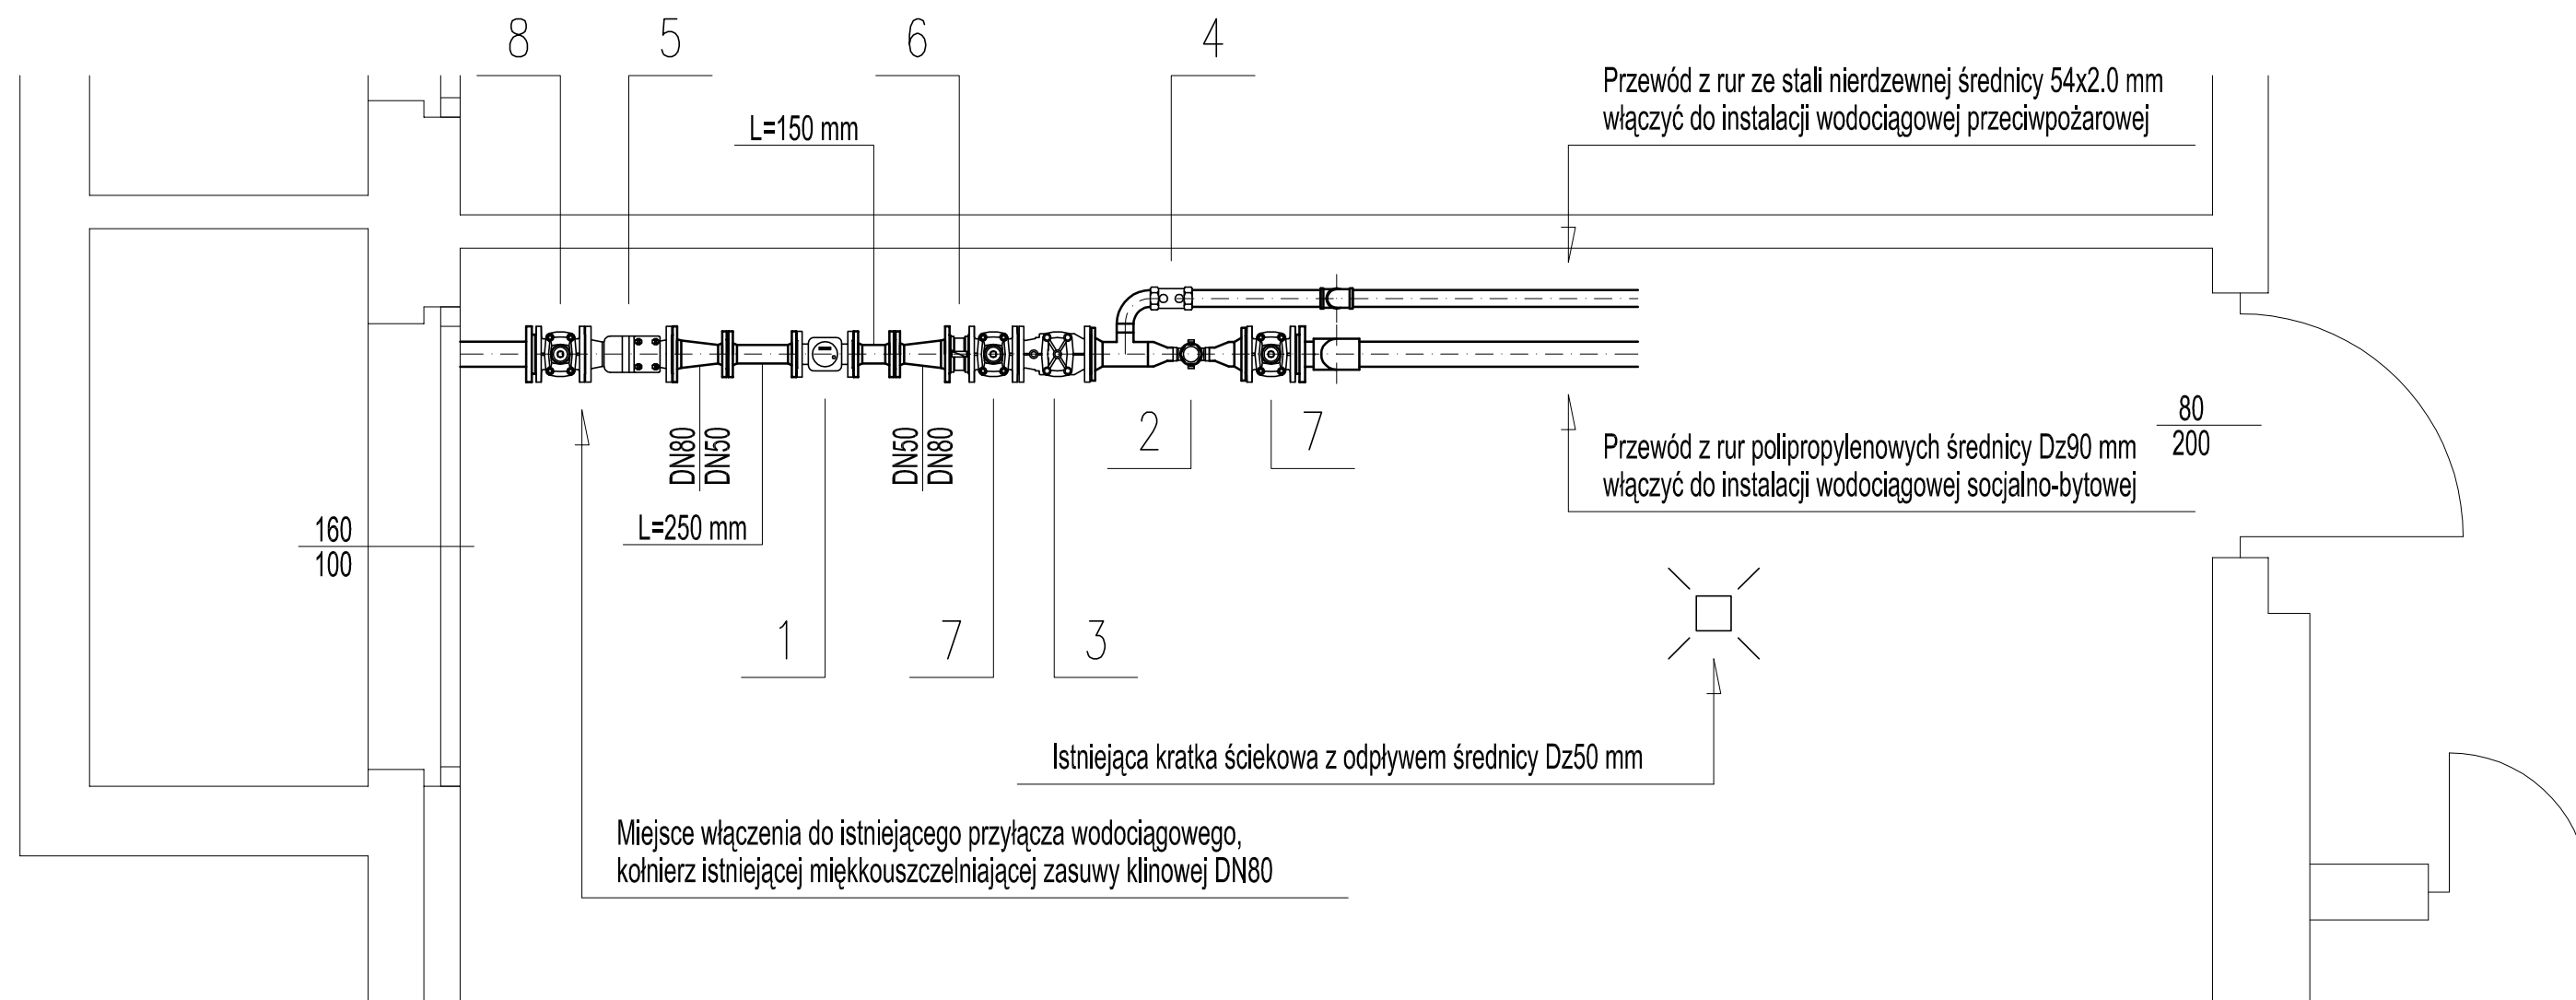 8
5
6
4
L=150 mm
Przewód z rur ze stali nierdzewnej średnicy 54x2.0 mm
włączyć do instalacji wodociągowej przeciwpożarowej
DN80
DN50
DN50
DN80
2
7
Przewód z rur polipropylenowych średnicy Dz90 mm
włączyć do instalacji wodociągowej socjalno-bytowej
80
200
160
100
L=250 mm
1
7
3
Istniejąca kratka ściekowa z odpływem średnicy Dz50 mm
Miejsce włączenia do istniejącego przyłącza wodociągowego,
kołnierz istniejącej miękkouszczelniającej zasuwy klinowej DN80